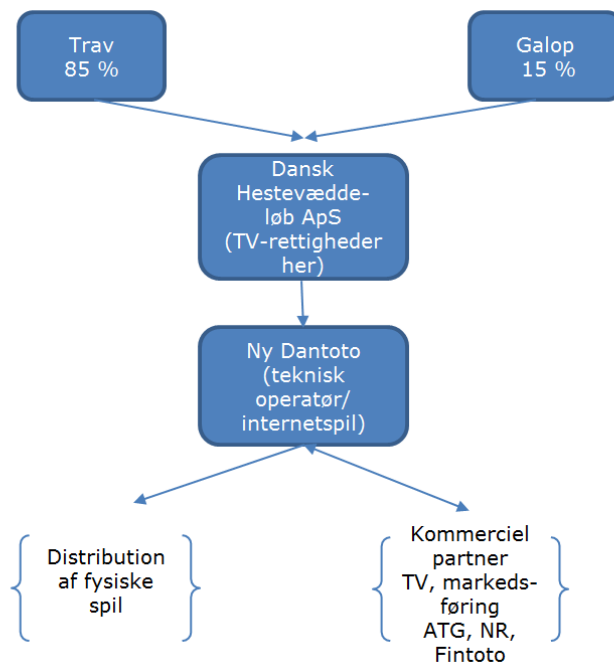 Trav
85 %
Galop
15 %
Dansk
Hestevædde-
løb ApS
(TV-rettigheder
her)
Ny Dantoto
(teknisk
operatør/
internetspil)
Distribution
af fysiske
spil
Kommerciel
partner
TV, markeds-
føring
ATG, NR,
Fintoto